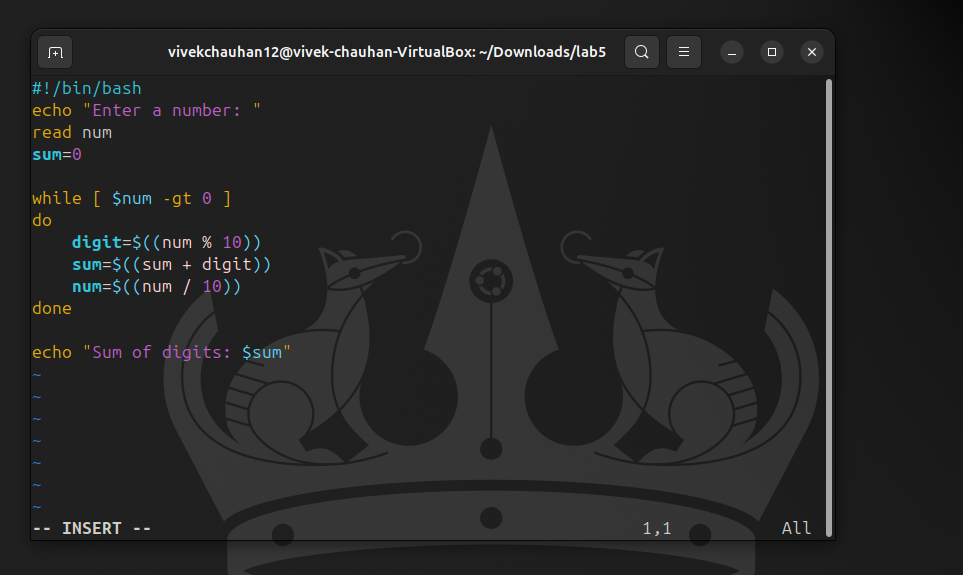 vivekchauhan12@vivek-chauhan-VirtualBox: ~/Downloads/lab5
#!/bin/bash
echo "Enter a number: "
read num
sum=0

while [ $num -gt 0 ]
do
    digit=$((num % 10))
    sum=$((sum + digit))
    num=$((num / 10))
done

echo "Sum of digits: $sum"
~
~
~
~
~
~
~
-- INSERT -- 1,1 All